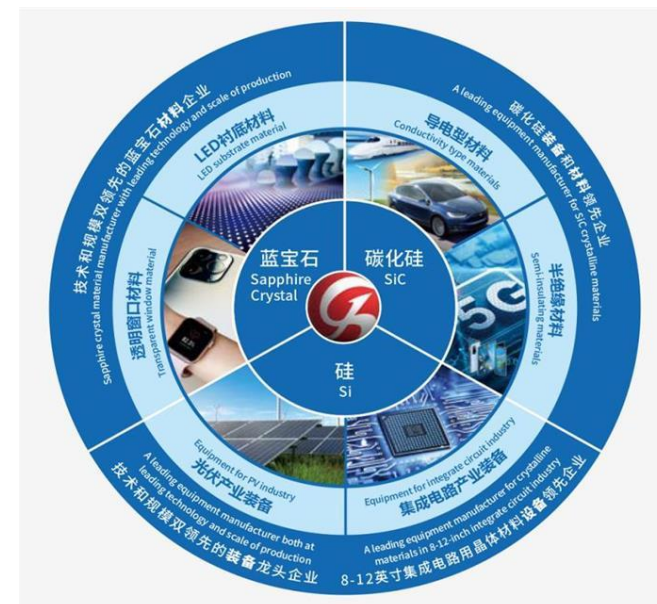 技术和规模双领先的蓝宝石材料企业
Sapphire crystal material manufacturer with leading technology and scale of production
LED衬底材料
LED substrate material
透明窗口材料
Transparent window material
蓝宝石
Sapphire
Crystal
碳化硅装备和材料领先企业
A leading equipment manufacturer for SiC crystalline materials
导电型材料
Conductivity type materials
半绝缘材料
Semi-insulating materials
5G
碳化硅
SiC
硅
Si
Equipment for PV industry
光伏产业装备
A leading equipment manufacturer both at
leading technology and scale of production
技术和规模双领先的装备龙头企业
Equipment for integrate circuit industry
集成电路产业装备
A leading equipment manufacturer for crystalline
materials in 8-12-inch integrate circuit industry
8-12英寸集成电路用晶体材料设备领先企业